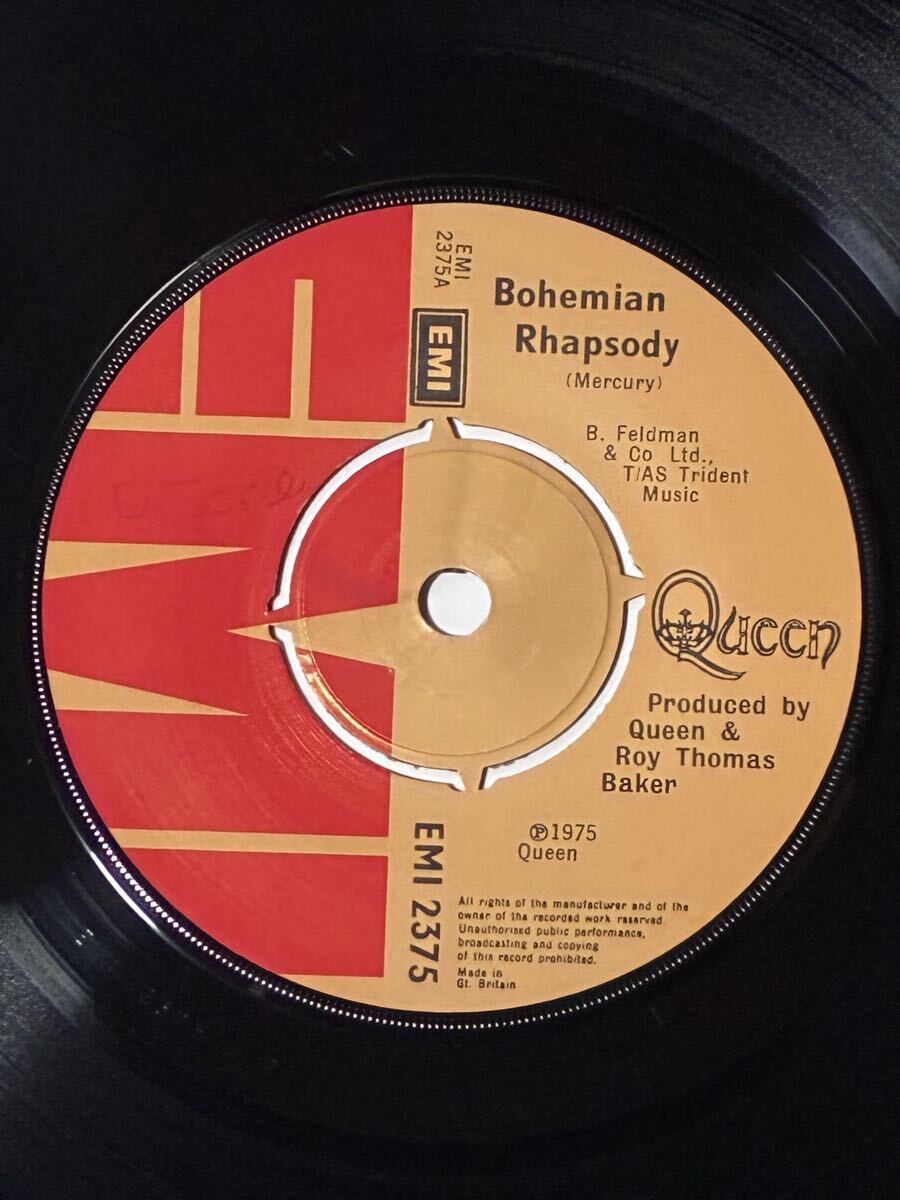 EMI
2375A
EMI
Bohemian
Rhapsody
(Mercury)
B. Feldman
& Co Ltd.,
T/AS Trident
Music
Queen
Produced by
Queen &
Roy Thomas
Baker
℗1975
Queen
EMI 2375
All rights of the manufacturer and of the
owner of the recorded work reserved
Unauthorised public performance,
broadcasting and copying
of this record prohibited.
Made in
Gt. Britain
EMI